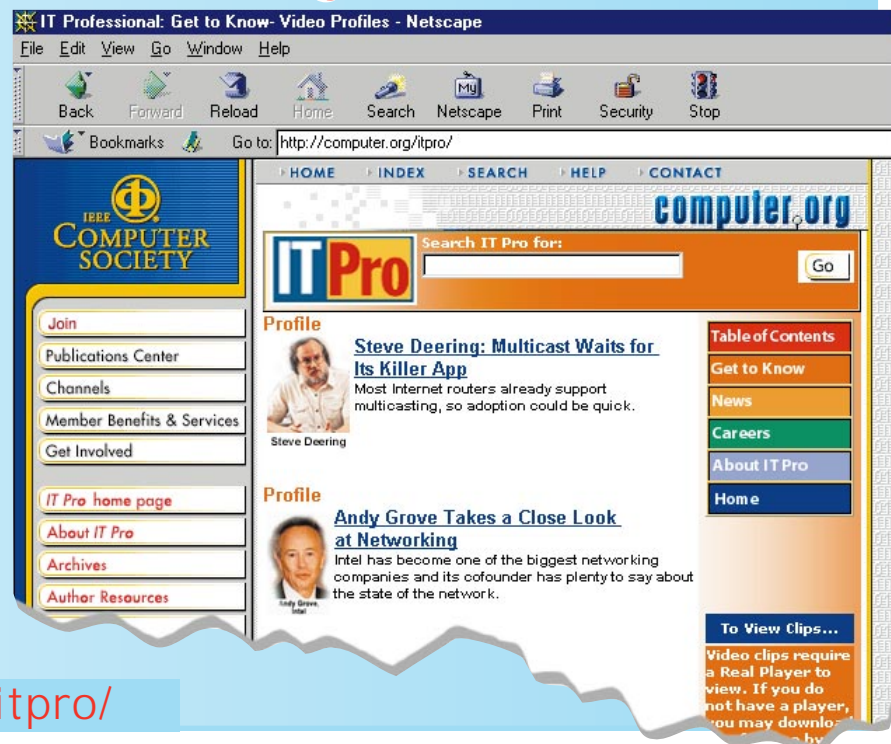 IT Professional: Get to Know- Video Profiles - Netscape
File Edit View Go Window Help
Back Forward Reload Home Search Netscape Print Security Stop
My
Bookmarks Go to: http://computer.org/itpro/
HOME INDEX SEARCH HELP CONTACT
computer.org
IEEE
COMPUTER
SOCIETY
ITPro
Search IT Pro for:
Go
Join
Publications Center
Channels
Member Benefits & Services
Get Involved
IT Pro home page
About IT Pro
Archives
Author Resources
Profile
Steve Deering: Multicast Waits for
Its Killer App
Most Internet routers already support
multicasting, so adoption could be quick.
Steve Deering
Profile
Andy Grove Takes a Close Look
at Networking
Intel has become one of the biggest networking
companies and its cofounder has plenty to say about
the state of the network.
Andy Grove,
Intel
Table of Contents
Get to Know
News
Careers
About IT Pro
Home
To View Clips...
Video clips require
a Real Player to
view. If you do
not have a player,
you may download
by
itpro/